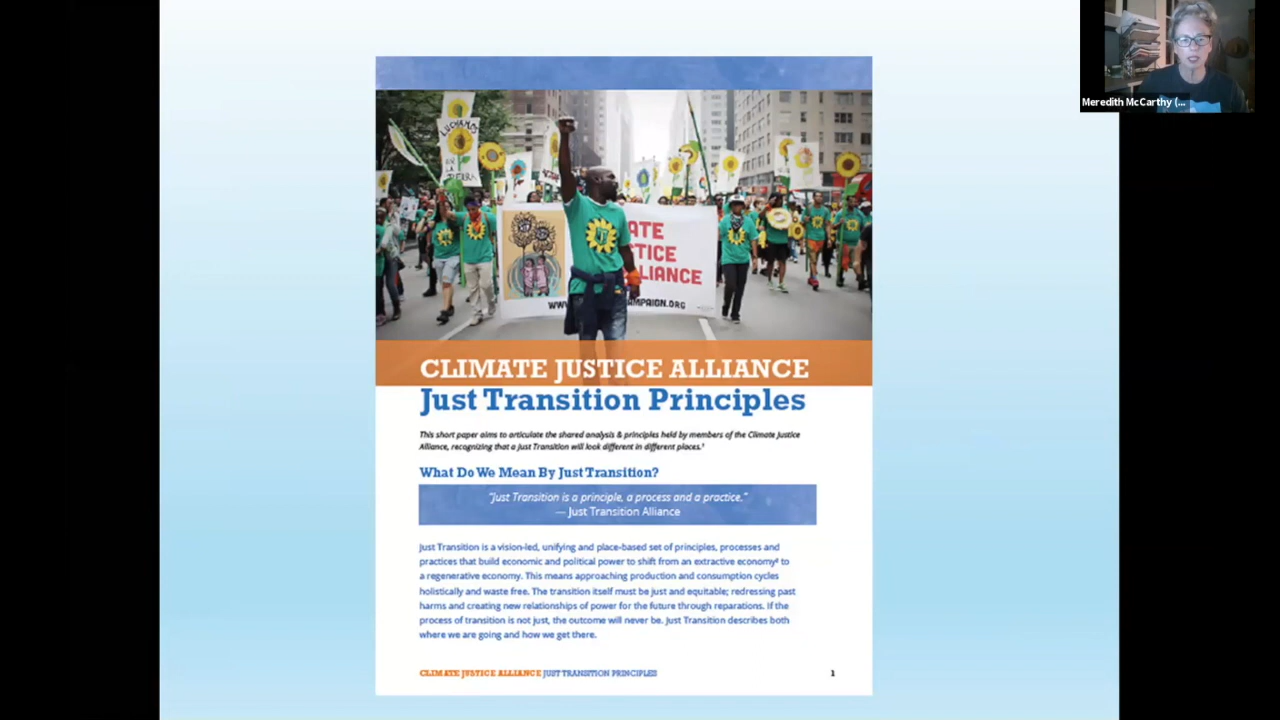 Meredith McCarthy (...
LUCHAMOS
ATE
TICE
LIANCE
WW
AMPAIGN.ORG
CLIMATE JUSTICE ALLIANCE
Just Transition Principles
This short paper aims to articulate the shared analysis & principles held by members of the Climate Justice
Alliance, recognizing that a Just Transition will look different in different places.¹
What Do We Mean By Just Transition?
"Just Transition is a principle, a process and a practice."
— Just Transition Alliance
Just Transition is a vision-led, unifying and place-based set of principles, processes and
practices that build economic and political power to shift from an extractive economy² to
a regenerative economy. This means approaching production and consumption cycles
holistically and waste free. The transition itself must be just and equitable; redressing past
harms and creating new relationships of power for the future through reparations. If the
process of transition is not just, the outcome will never be. Just Transition describes both
where we are going and how we get there.
CLIMATE JUSTICE ALLIANCE JUST TRANSITION PRINCIPLES 1